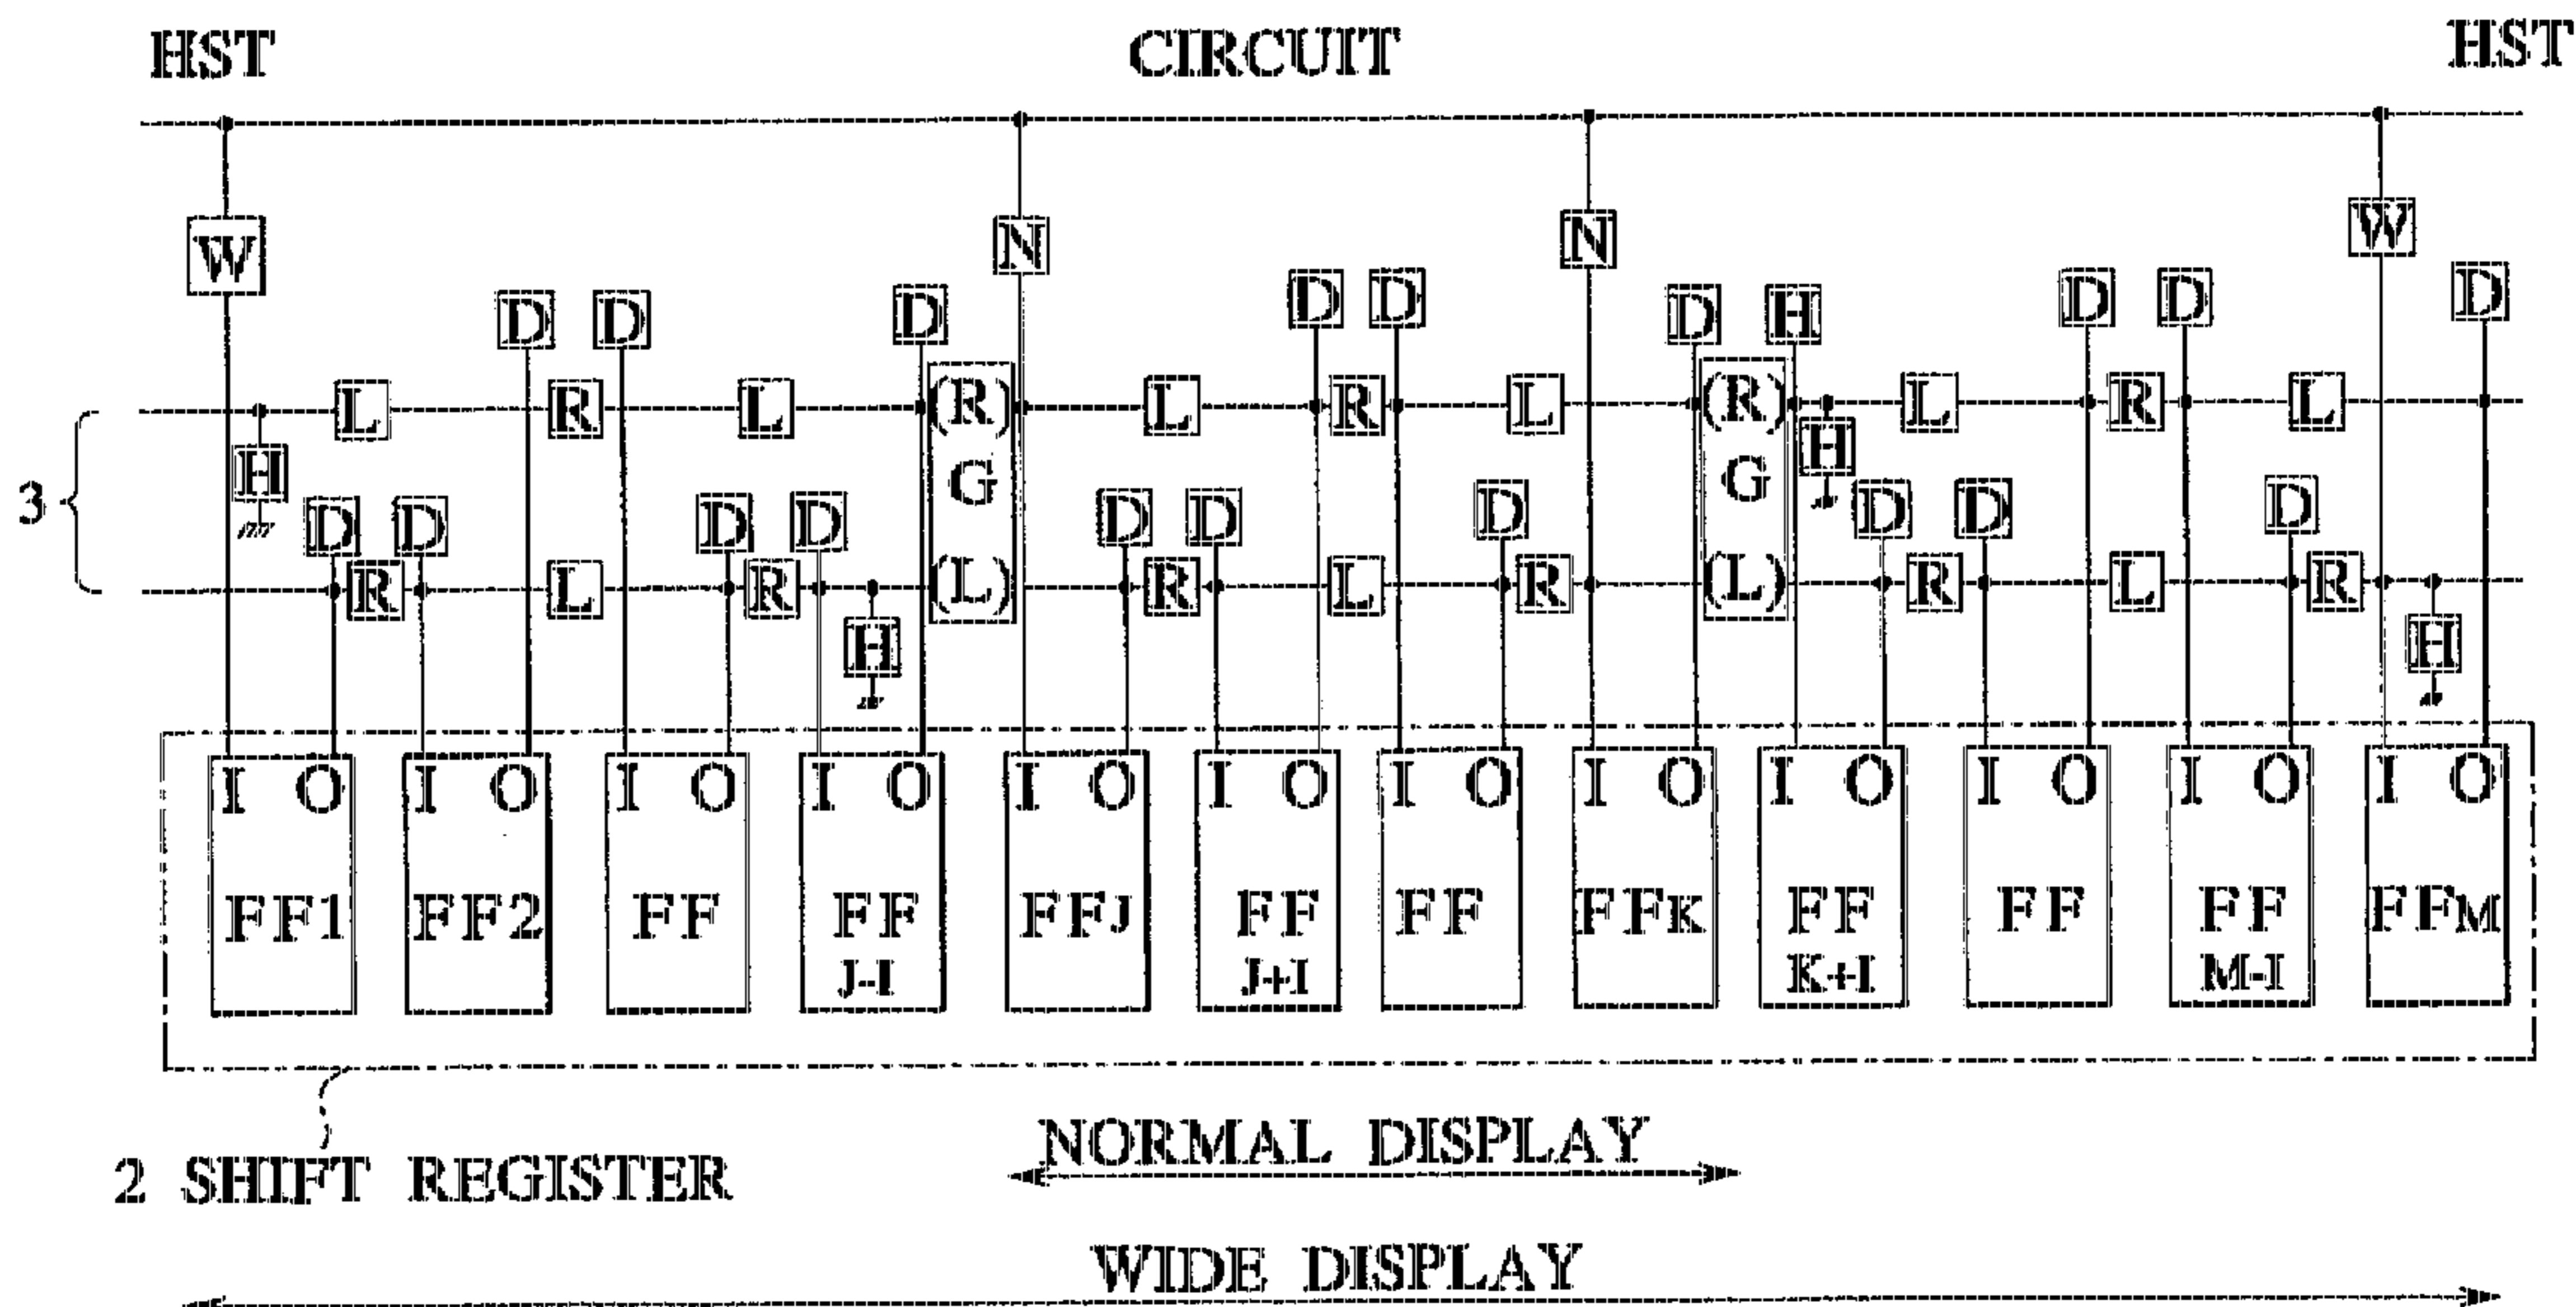 HST CIRCUIT HST
W N N W
D D D D D D H D D D
L R L (R) L R L (R) L R L
H G G H
3
D D D D D D D D D D
R L R (L) R L R (L) R L R
H H
I O I O I O I O I O I O I O I O I O I O I O I O
FF1 FF2 FF FF FFJ FF FF FFK FF FF FF FFM
J-I J+I K+I M-I
NORMAL DISPLAY
2 SHIFT REGISTER
WIDE DISPLAY